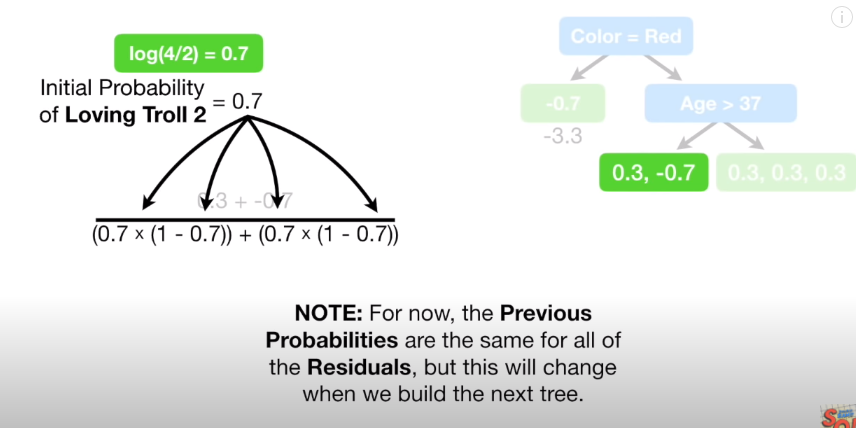 log(4/2) = 0.7
Initial Probability
of Loving Troll 2 = 0.7
0.3 + -0.7
(0.7 × (1 - 0.7)) + (0.7 × (1 - 0.7))
Color = Red
-0.7
Age > 37
-3.3
0.3, -0.7
0.3, 0.3, 0.3
NOTE: For now, the Previous
Probabilities are the same for all of
the Residuals, but this will change
when we build the next tree.